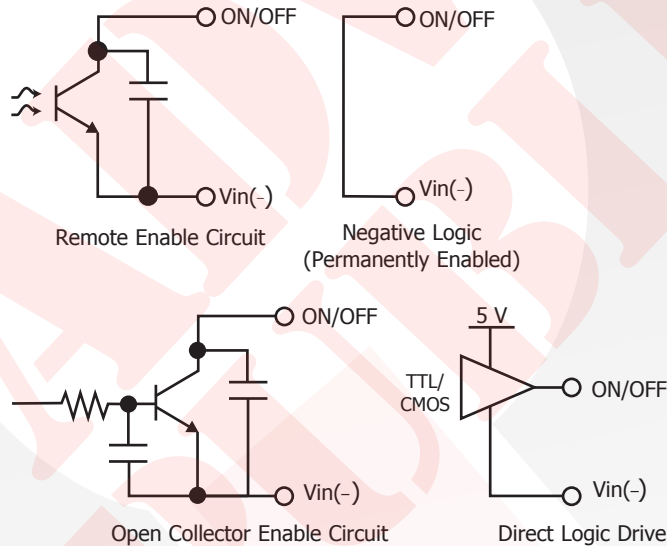 ON/OFF
Vin(–)
Remote Enable Circuit
ON/OFF
Vin(–)
Negative Logic
(Permanently Enabled)
ON/OFF
Vin(–)
Open Collector Enable Circuit
5 V
TTL/
CMOS
ON/OFF
Vin(–)
Direct Logic Drive